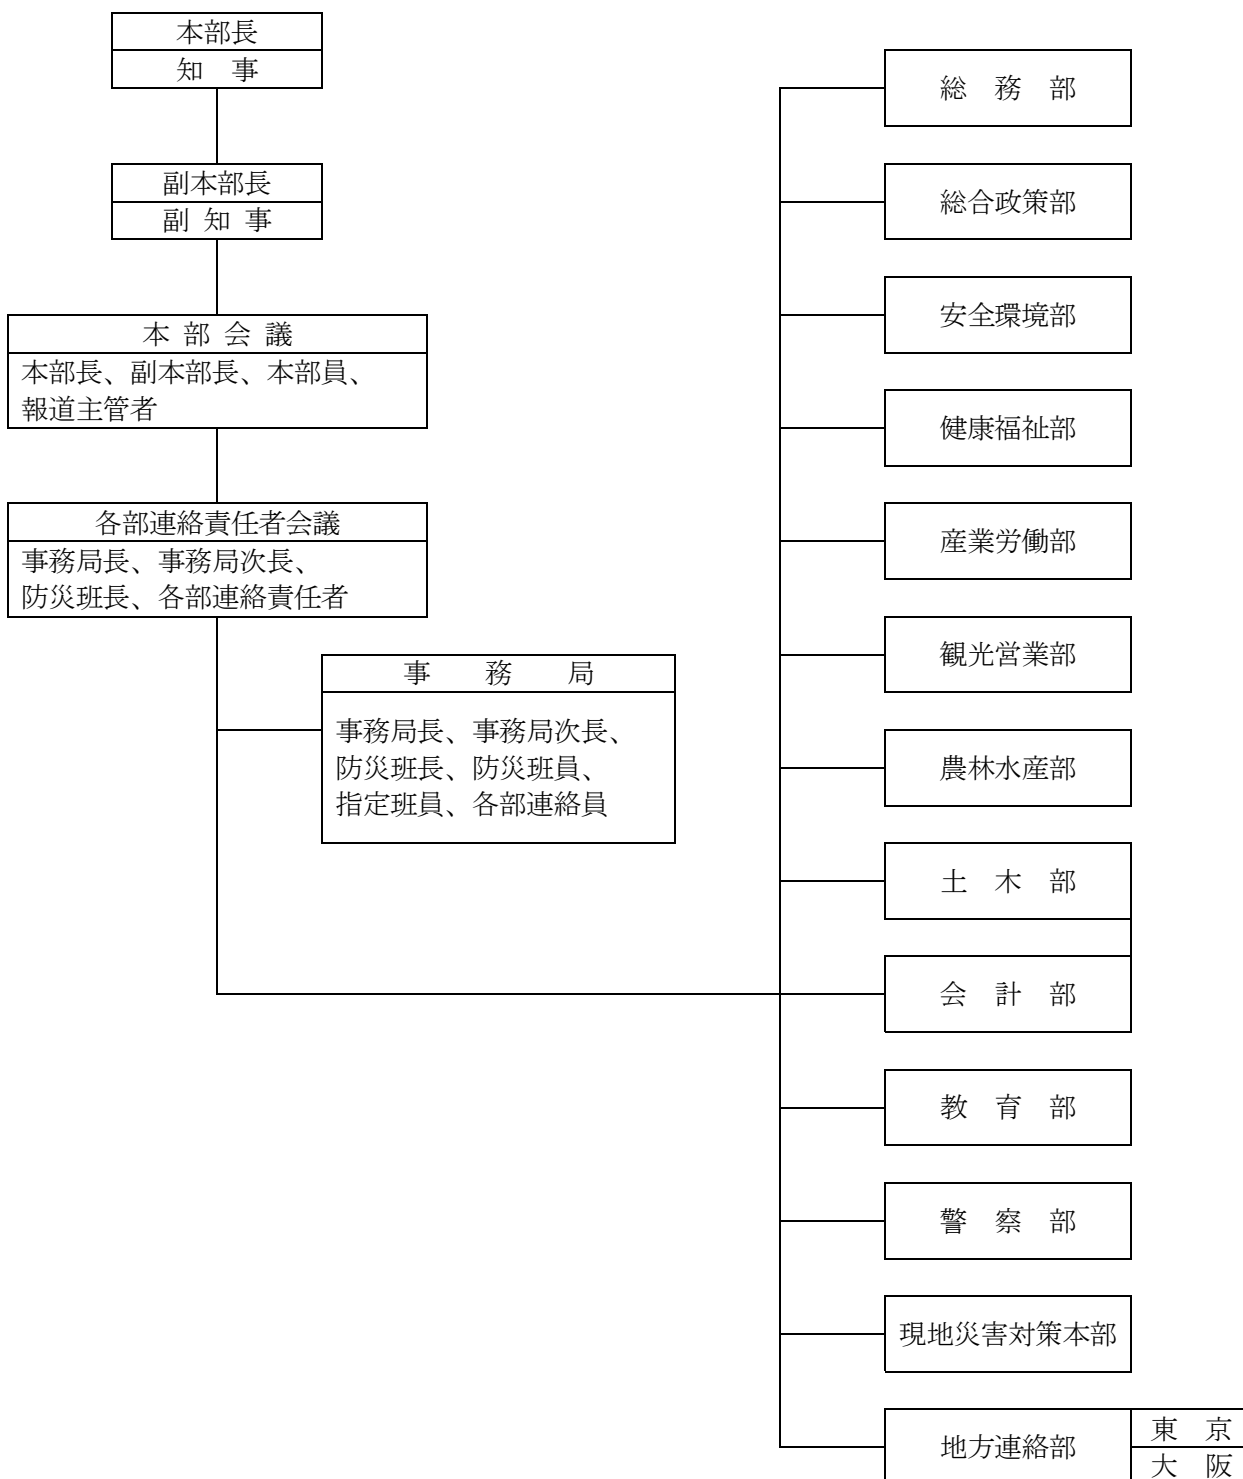 本部長
知　事
副本部長
副 知 事
本 部 会 議
本部長、副本部長、本部員、
報道主管者
各部連絡責任者会議
事務局長、事務局次長、
防災班長、各部連絡責任者
事　務　局
事務局長、事務局次長、
防災班長、防災班員、
指定班員、各部連絡員
総　務　部
総合政策部
安全環境部
健康福祉部
産業労働部
観光営業部
農林水産部
土　木　部
会　計　部
教　育　部
警　察　部
現地災害対策本部
地方連絡部
東　京
大　阪